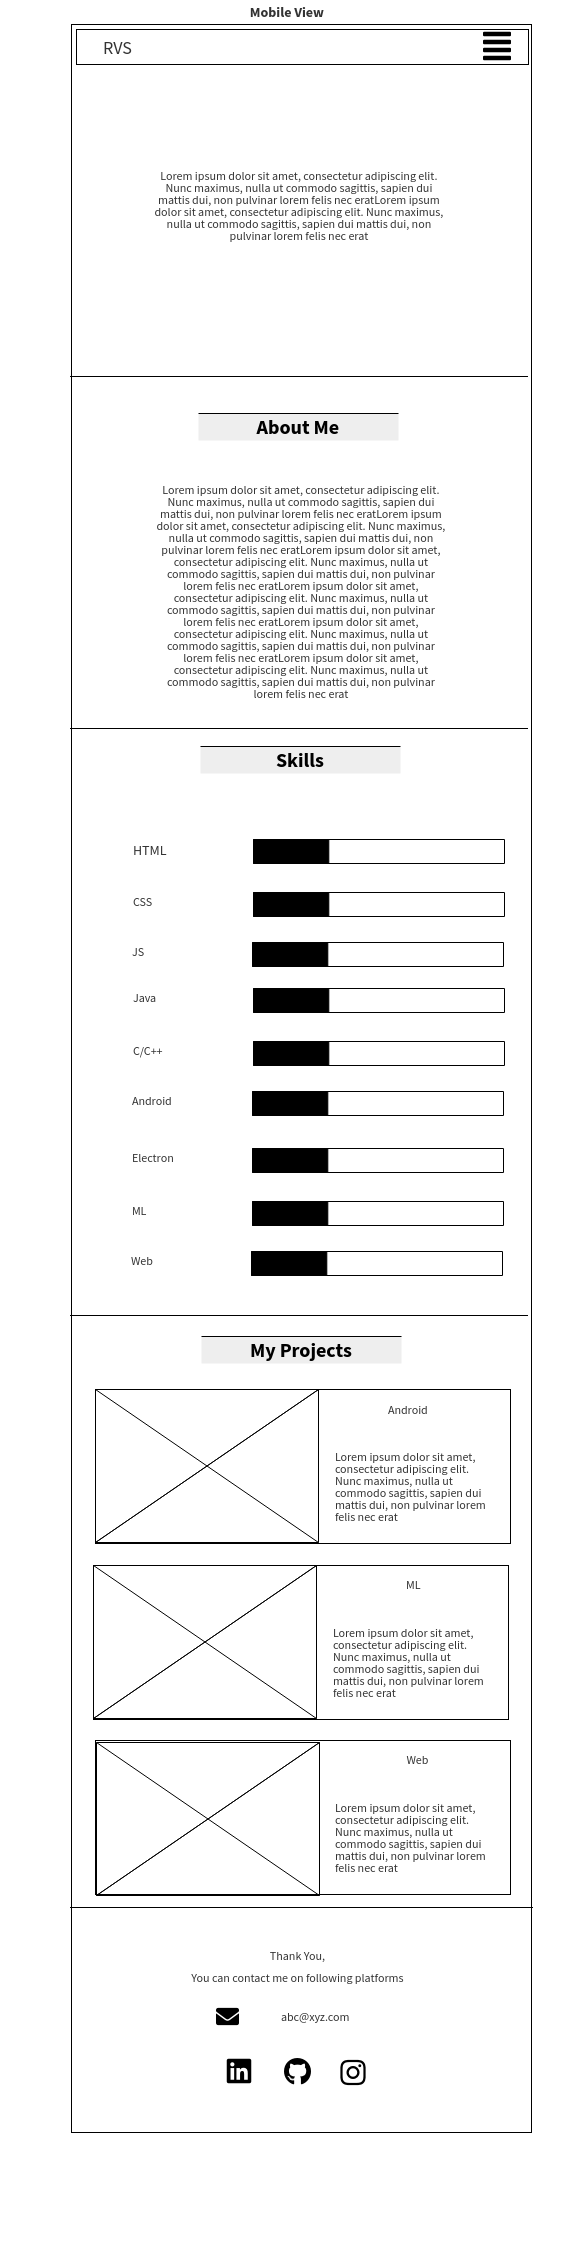 Mobile View
RVS
Lorem ipsum dolor sit amet, consectetur adipiscing elit.
Nunc maximus, nulla ut commodo sagittis, sapien dui
mattis dui, non pulvinar lorem felis nec eratLorem ipsum
dolor sit amet, consectetur adipiscing elit. Nunc maximus,
nulla ut commodo sagittis, sapien dui mattis dui, non
pulvinar lorem felis nec erat
About Me
Lorem ipsum dolor sit amet, consectetur adipiscing elit.
Nunc maximus, nulla ut commodo sagittis, sapien dui
mattis dui, non pulvinar lorem felis nec eratLorem ipsum
dolor sit amet, consectetur adipiscing elit. Nunc maximus,
nulla ut commodo sagittis, sapien dui mattis dui, non
pulvinar lorem felis nec eratLorem ipsum dolor sit amet,
consectetur adipiscing elit. Nunc maximus, nulla ut
commodo sagittis, sapien dui mattis dui, non pulvinar
lorem felis nec eratLorem ipsum dolor sit amet,
consectetur adipiscing elit. Nunc maximus, nulla ut
commodo sagittis, sapien dui mattis dui, non pulvinar
lorem felis nec eratLorem ipsum dolor sit amet,
consectetur adipiscing elit. Nunc maximus, nulla ut
commodo sagittis, sapien dui mattis dui, non pulvinar
lorem felis nec eratLorem ipsum dolor sit amet,
consectetur adipiscing elit. Nunc maximus, nulla ut
commodo sagittis, sapien dui mattis dui, non pulvinar
lorem felis nec erat
Skills
HTML
CSS
JS
Java
C/C++
Android
Electron
ML
Web
My Projects
Android
Lorem ipsum dolor sit amet,
consectetur adipiscing elit.
Nunc maximus, nulla ut
commodo sagittis, sapien dui
mattis dui, non pulvinar lorem
felis nec erat
ML
Lorem ipsum dolor sit amet,
consectetur adipiscing elit.
Nunc maximus, nulla ut
commodo sagittis, sapien dui
mattis dui, non pulvinar lorem
felis nec erat
Web
Lorem ipsum dolor sit amet,
consectetur adipiscing elit.
Nunc maximus, nulla ut
commodo sagittis, sapien dui
mattis dui, non pulvinar lorem
felis nec erat
Thank You,
You can contact me on following platforms
abc@xyz.com
in